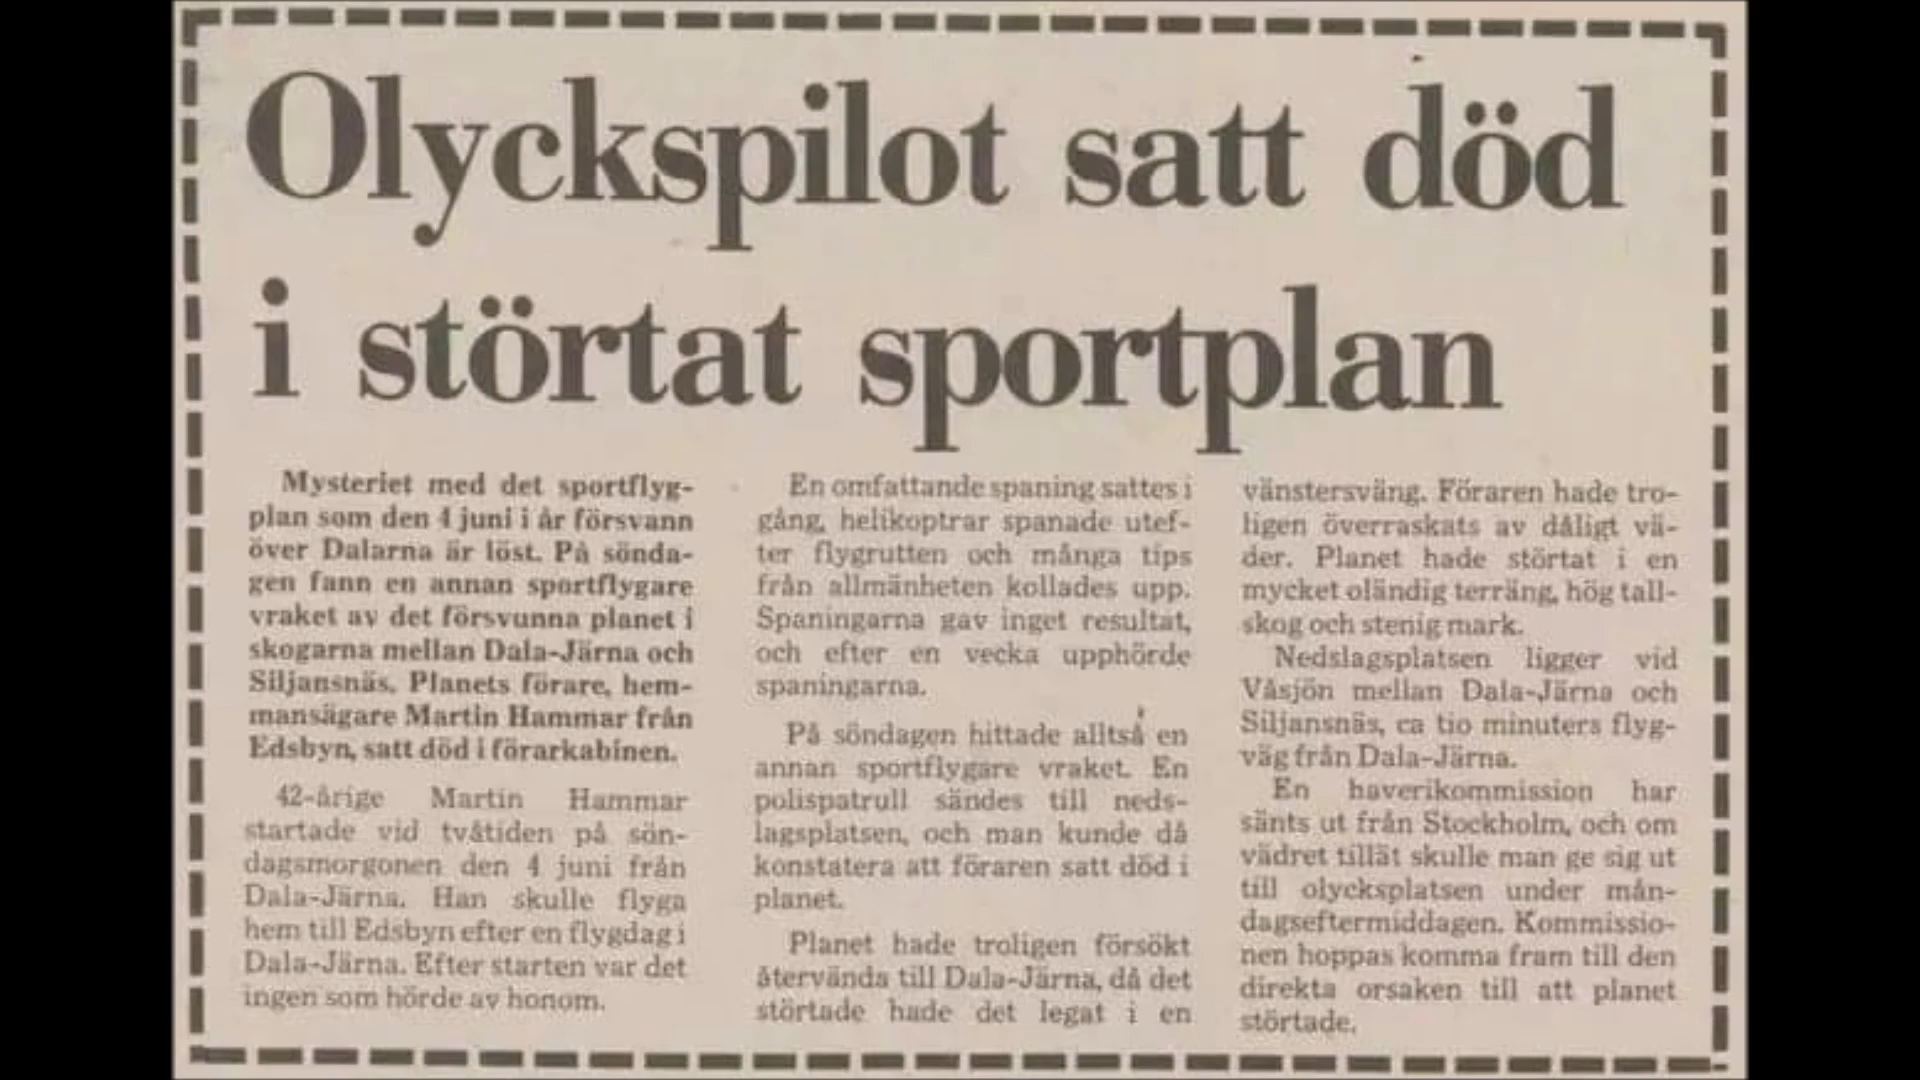 Olyckspilot satt död
i störtat sportplan
Mysteriet med det sportflyg-
plan som den 4 juni i år försvann
över Dalarna är löst. På sönda-
gen fann en annan sportflygare
vraket av det försvunna planet i
skogarna mellan Dala-Järna och
Siljansnäs. Planets förare, hem-
mansägare Martin Hammar från
Edsbyn, satt död i förarkabinen.
42-årige Martin Hammar
startade vid tvåtiden på sön-
dagsmorgonen den 4 juni från
Dala-Järna. Han skulle flyga
hem till Edsbyn efter en flygdag i
Dala-Järna. Efter starten var det
ingen som hörde av honom.
En omfattande spaning sattes i
gång, helikoptrar spanade utef-
ter flygrutten och många tips
från allmänheten kollades upp.
Spaningarna gav inget resultat,
och efter en vecka upphörde
spaningarna.
På söndagen hittade alltså en
annan sportflygare vraket. En
polispatrull sändes till neds-
lagsplatsen, och man kunde då
konstatera att föraren satt död i
planet.
Planet hade troligen försökt
återvända till Dala-Järna, då det
störtade hade det legat i en
vänstersväng. Föraren hade tro-
ligen överraskats av dåligt vä-
der. Planet hade störtat i en
mycket oländig terräng, hög tall-
skog och stenig mark.
Nedslagsplatsen ligger vid
Våsjön mellan Dala-Järna och
Siljansnäs, ca tio minuters flyg-
väg från Dala-Järna.
En haverikommission har
sänts ut från Stockholm, och om
vädret tillät skulle man ge sig ut
till olycksplatsen under mån-
dagseftermiddagen. Kommissio-
nen hoppas komma fram till den
direkta orsaken till att planet
störtade.